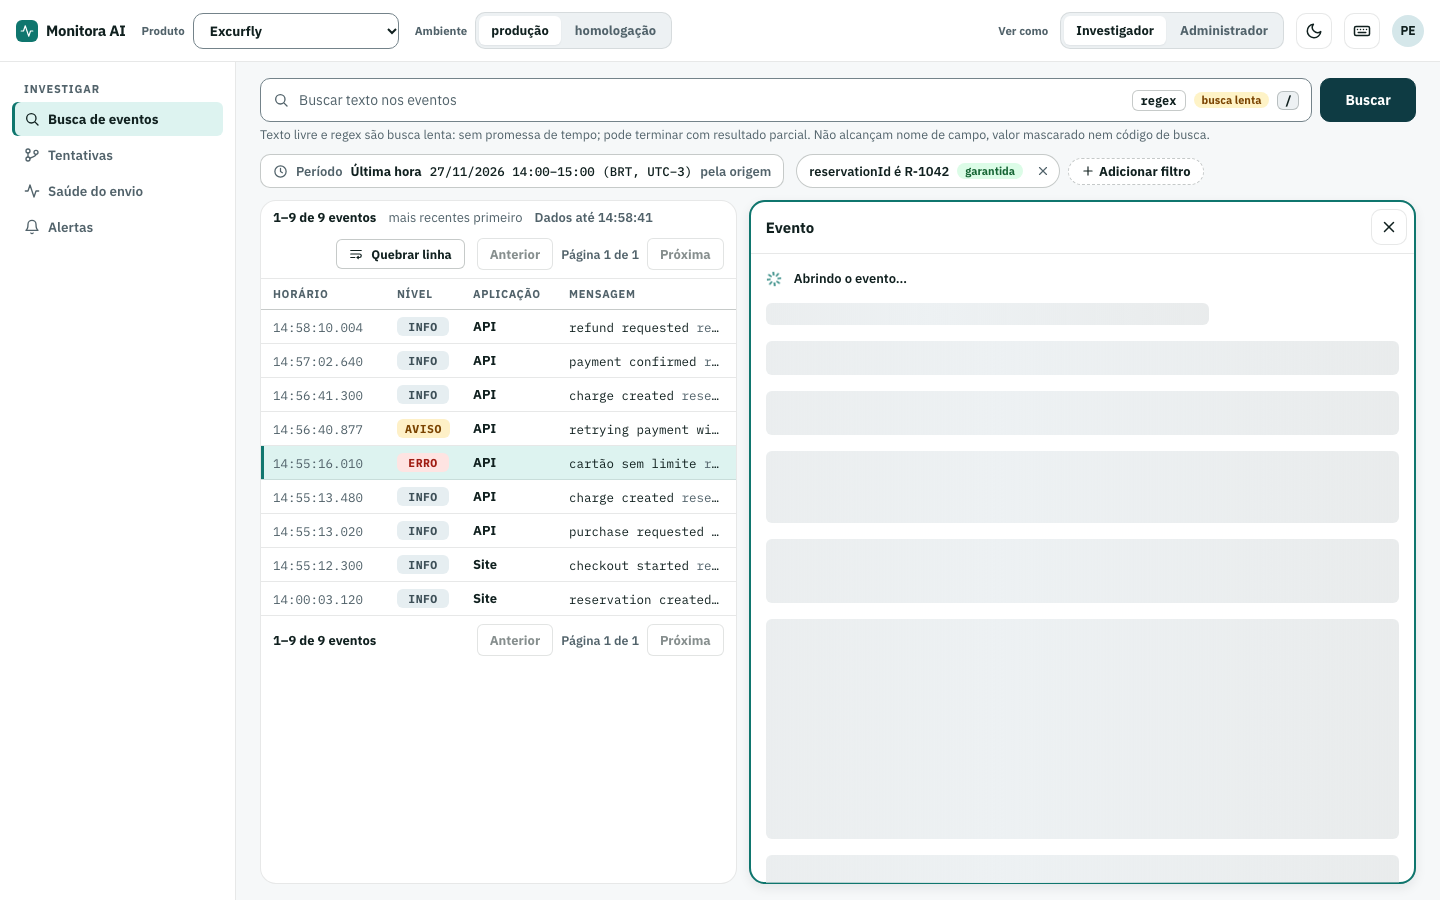 Monitora AI
Produto
Excurfly
Ambiente
produção
homologação
Ver como
Investigador
Administrador
PE
INVESTIGAR
Busca de eventos
Tentativas
Saúde do envio
Alertas
Buscar texto nos eventos
regex
busca lenta
/
Buscar
Texto livre e regex são busca lenta: sem promessa de tempo; pode terminar com resultado parcial. Não alcançam nome de campo, valor mascarado nem código de busca.
Período Última hora 27/11/2026 14:00–15:00 (BRT, UTC−3) pela origem
reservationId é R-1042 garantida
Adicionar filtro
1–9 de 9 eventos mais recentes primeiro Dados até 14:58:41
Quebrar linha
Anterior
Página 1 de 1
Próxima
HORÁRIO NÍVEL APLICAÇÃO MENSAGEM
14:58:10.004 INFO API refund requested re…
14:57:02.640 INFO API payment confirmed r…
14:56:41.300 INFO API charge created rese…
14:56:40.877 AVISO API retrying payment wi…
14:55:16.010 ERRO API cartão sem limite r…
14:55:13.480 INFO API charge created rese…
14:55:13.020 INFO API purchase requested …
14:55:12.300 INFO Site checkout started re…
14:00:03.120 INFO Site reservation created…
1–9 de 9 eventos
Anterior
Página 1 de 1
Próxima
Evento
Abrindo o evento…